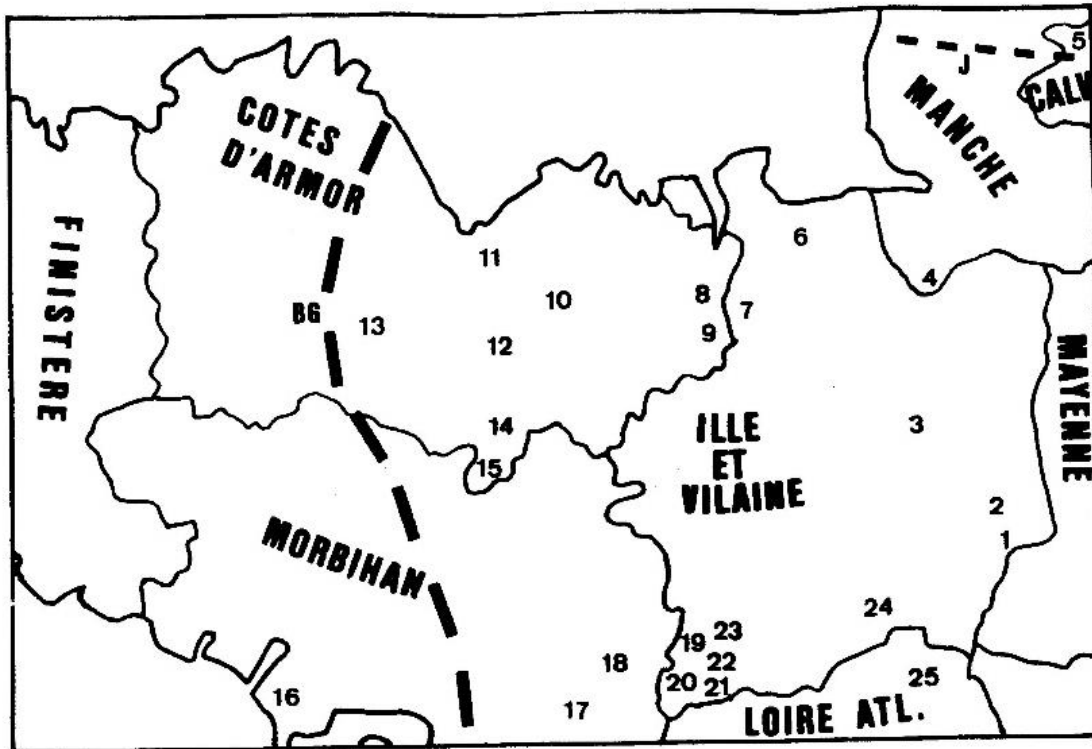 5
J
CALV
MANCHE
COTES
D'ARMOR
FINISTERE
6
11
4
8
10
7
BG
13
9
12
MAYENNE
3
14
ILLE
ET
VILAINE
15
2
1
MORBIHAN
24
23
19
18
22
25
20
21
16
17
LOIRE ATL.